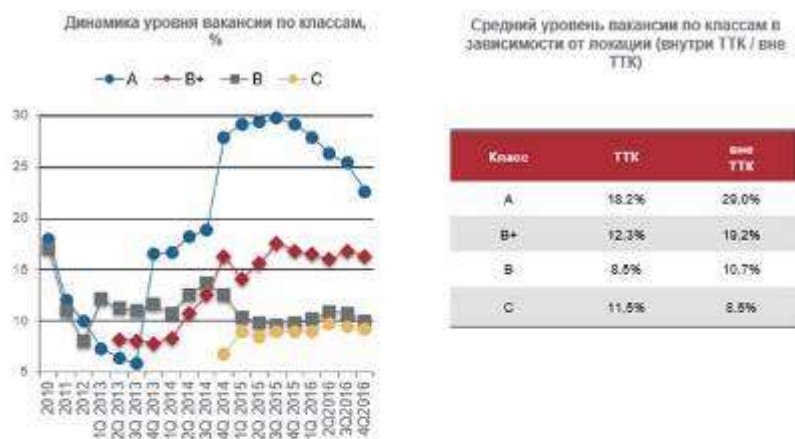 Динамика уровня вакансии по классам,
%
A B+ B C
30
25
20
15
10
5
2010
2011
2012
1Q 2013
2Q 2013
3Q 2013
4Q 2013
1Q 2014
2Q 2014
3Q 2014
4Q 2014
1Q 2015
2Q 2015
3Q 2015
4Q 2015
1Q 2016
2Q2016
3Q2016
4Q2016
Средний уровень вакансии по классам в
зависимости от локации (внутри ТТК / вне
ТТК)
Класс ТТК вне
ТТК
A 18.2% 29.0%
B+ 12.3% 19.2%
B 8.6% 10.7%
C 11.5% 8.5%